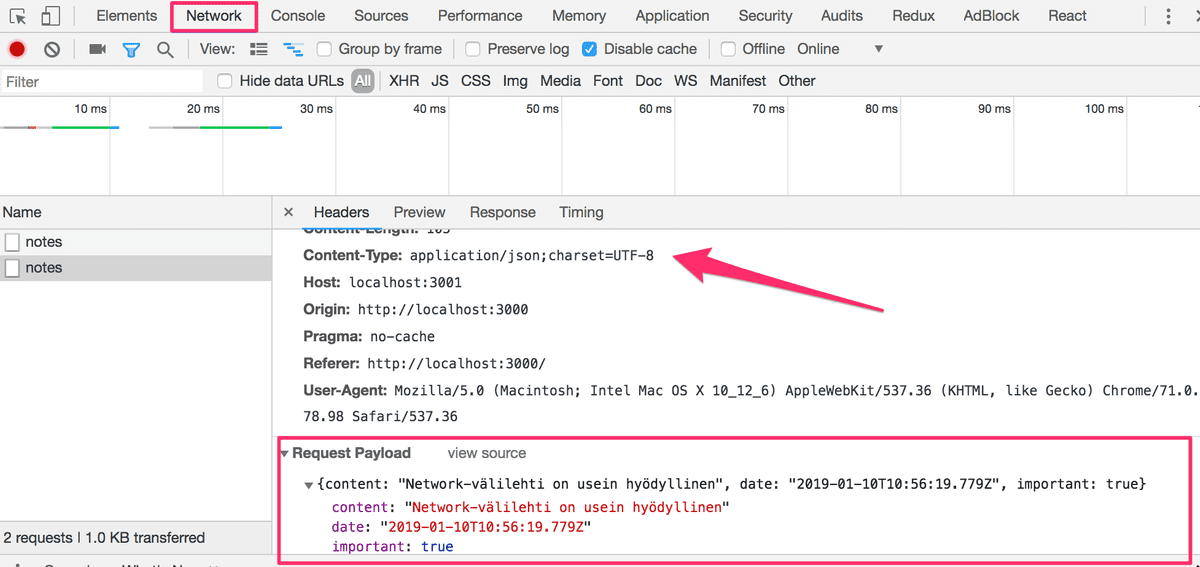 Elements Network Console Sources Performance Memory Application Security Audits Redux AdBlock React
View: Group by frame Preserve log Disable cache Offline Online
Filter Hide data URLs All XHR JS CSS Img Media Font Doc WS Manifest Other
10 ms 20 ms 30 ms 40 ms 50 ms 60 ms 70 ms 80 ms 90 ms 100 ms
Name
notes
notes
2 requests | 1.0 KB transferred
Headers Preview Response Timing
Content-Length: 103
Content-Type: application/json;charset=UTF-8
Host: localhost:3001
Origin: http://localhost:3000
Pragma: no-cache
Referer: http://localhost:3000/
User-Agent: Mozilla/5.0 (Macintosh; Intel Mac OS X 10_12_6) AppleWebKit/537.36 (KHTML, like Gecko) Chrome/71.0.
78.98 Safari/537.36
Request Payload view source
{content: "Network-välilehti on usein hyödyllinen", date: "2019-01-10T10:56:19.779Z", important: true}
content: "Network-välilehti on usein hyödyllinen"
date: "2019-01-10T10:56:19.779Z"
important: true